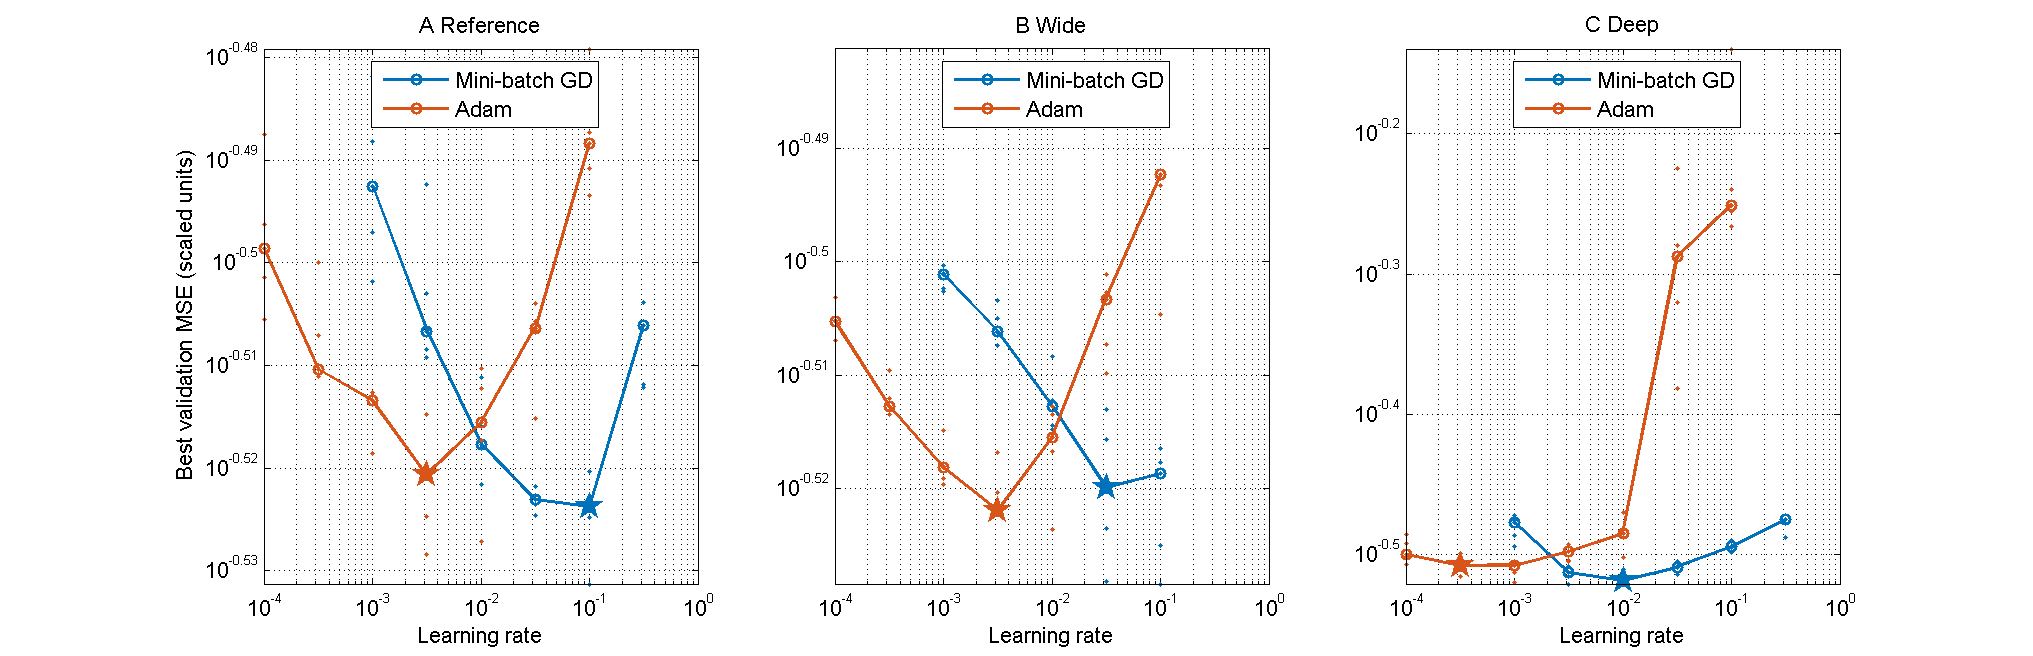 A Reference
B Wide
C Deep
Best validation MSE (scaled units)
10^-0.48
10^-0.49
10^-0.5
10^-0.51
10^-0.52
10^-0.53
Mini-batch GD
Adam
10^-4
10^-3
10^-2
10^-1
10^0
Learning rate
10^-0.49
10^-0.5
10^-0.51
10^-0.52
Mini-batch GD
Adam
10^-4
10^-3
10^-2
10^-1
10^0
Learning rate
10^-0.2
10^-0.3
10^-0.4
10^-0.5
Mini-batch GD
Adam
10^-4
10^-3
10^-2
10^-1
10^0
Learning rate